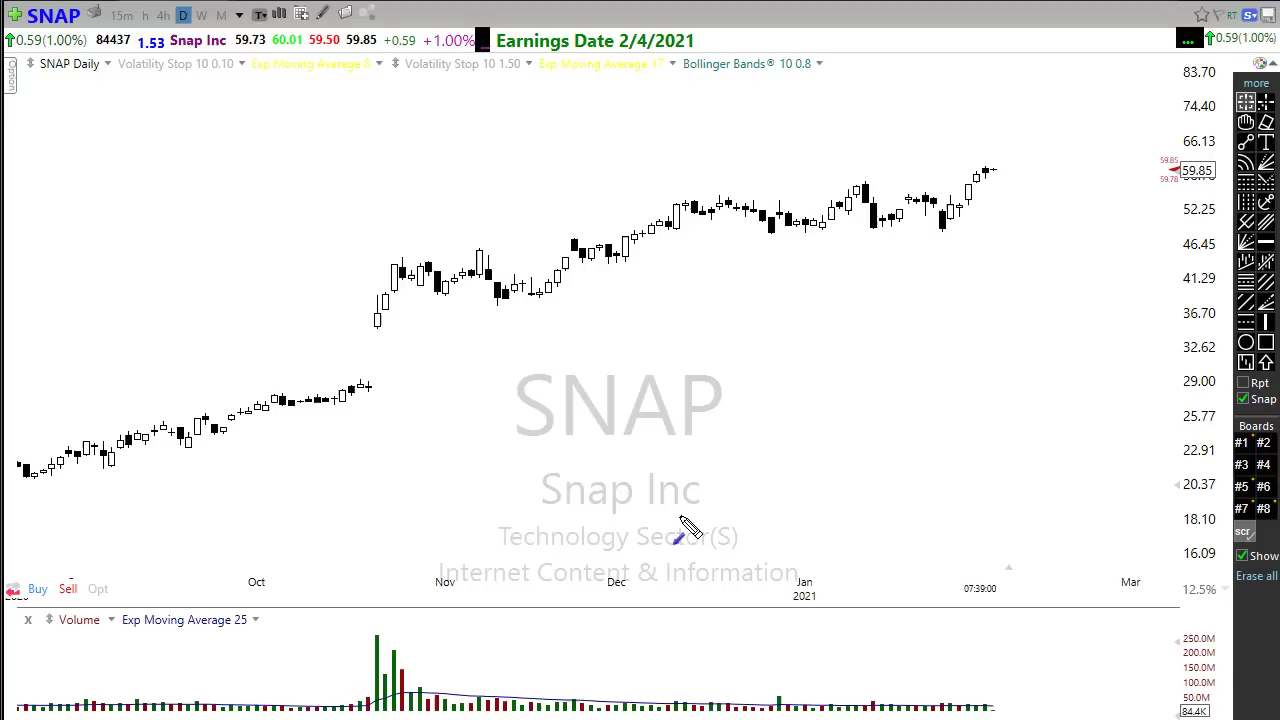 SNAP 15m h 4h D W M RT
0.59(1.00%) 84437 1.53 Snap Inc 59.73 60.01 59.50 59.85 +0.59 +1.00% Earnings Date 2/4/2021 ... 0.59(1.00%)
Option
SNAP Daily Volatility Stop 10 0.10 Exp Moving Average 8 Volatility Stop 10 1.50 Exp Moving Average 17 Bollinger Bands® 10 0.8
83.70
74.40
66.13
59.85
59.85
59.78
52.25
46.45
41.29
36.70
32.62
29.00
25.77
22.91
20.37
18.10
16.09
12.5%
SNAP
Snap Inc
Technology Sector(S)
Internet Content & Information
Oct Nov Dec Jan Mar
2021 07:39:00
Buy Sell Opt
X Volume Exp Moving Average 25
250.0M
200.0M
150.0M
100.0M
50.0M
84.4K
more
T
Rpt
Snap
Boards
#1 #2
#3 #4
#5 #6
#7 #8
scr
Show
Erase all